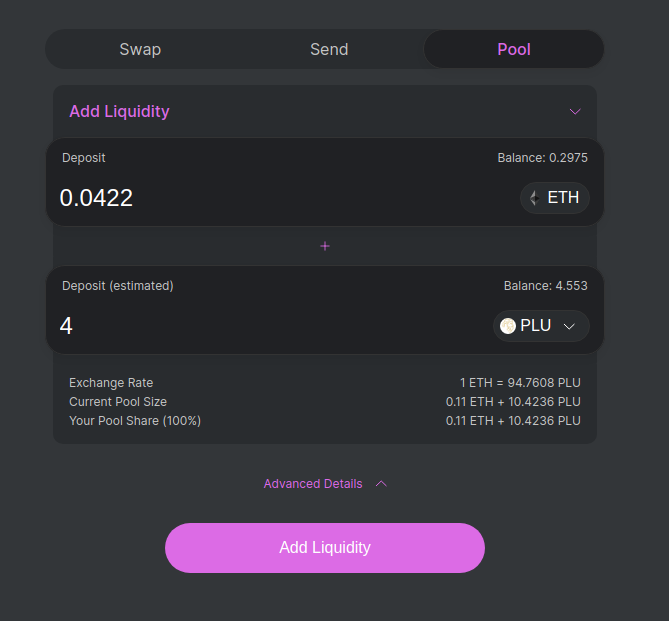 Swap Send Pool
Add Liquidity
Deposit Balance: 0.2975
0.0422 ETH
+
Deposit (estimated) Balance: 4.553
4 PLU
Exchange Rate 1 ETH = 94.7608 PLU
Current Pool Size 0.11 ETH + 10.4236 PLU
Your Pool Share (100%) 0.11 ETH + 10.4236 PLU
Advanced Details
Add Liquidity